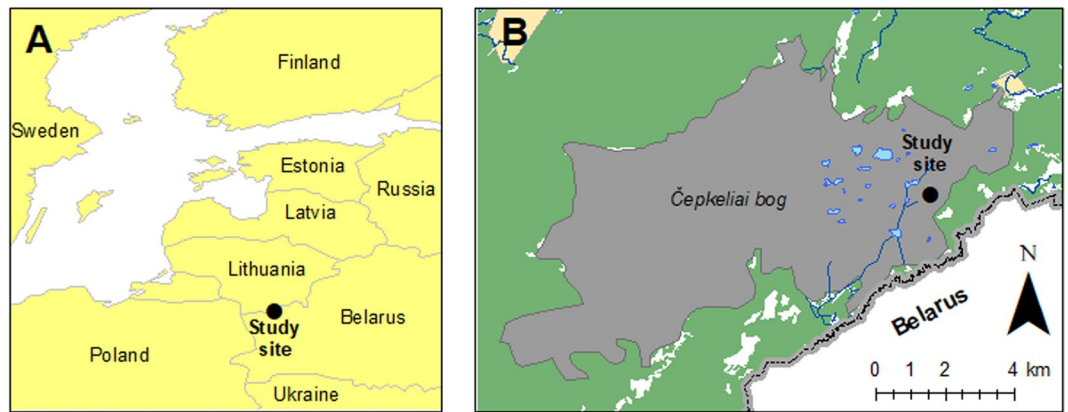 A
Finland
Sweden
Estonia
Russia
Latvia
Lithuania
Belarus
Study
site
Poland
Ukraine
B
Study
site
Čepkeliai bog
N
Belarus
0 1 2 4 km